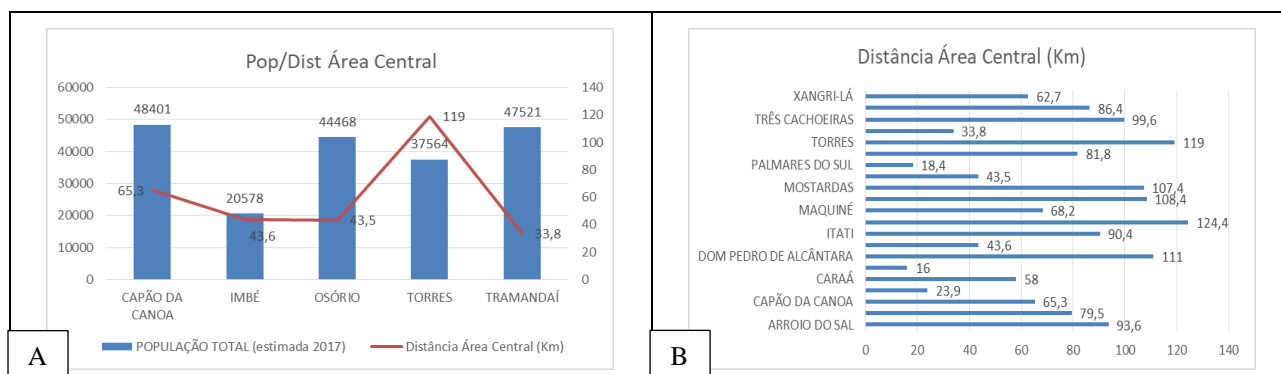 Pop/Dist Área Central
60000
50000
40000
30000
20000
10000
0
140
120
100
80
60
40
20
0
48401
20578
44468
37564
47521
65,3
43,6
43,5
119
33,8
CAPÃO DA CANOA
IMBÉ
OSÓRIO
TORRES
TRAMANDAÍ
POPULAÇÃO TOTAL (estimada 2017)
Distância Área Central (Km)
A
Distância Área Central (Km)
XANGRI-LÁ 62,7
86,4
TRÊS CACHOEIRAS 99,6
33,8
TORRES 119
81,8
PALMARES DO SUL 18,4
43,5
MOSTARDAS 107,4
108,4
MAQUINÉ 68,2
124,4
ITATI 90,4
43,6
DOM PEDRO DE ALCÂNTARA 111
16
CARAÁ 58
23,9
CAPÃO DA CANOA 65,3
79,5
ARROIO DO SAL 93,6
0 20 40 60 80 100 120 140
B